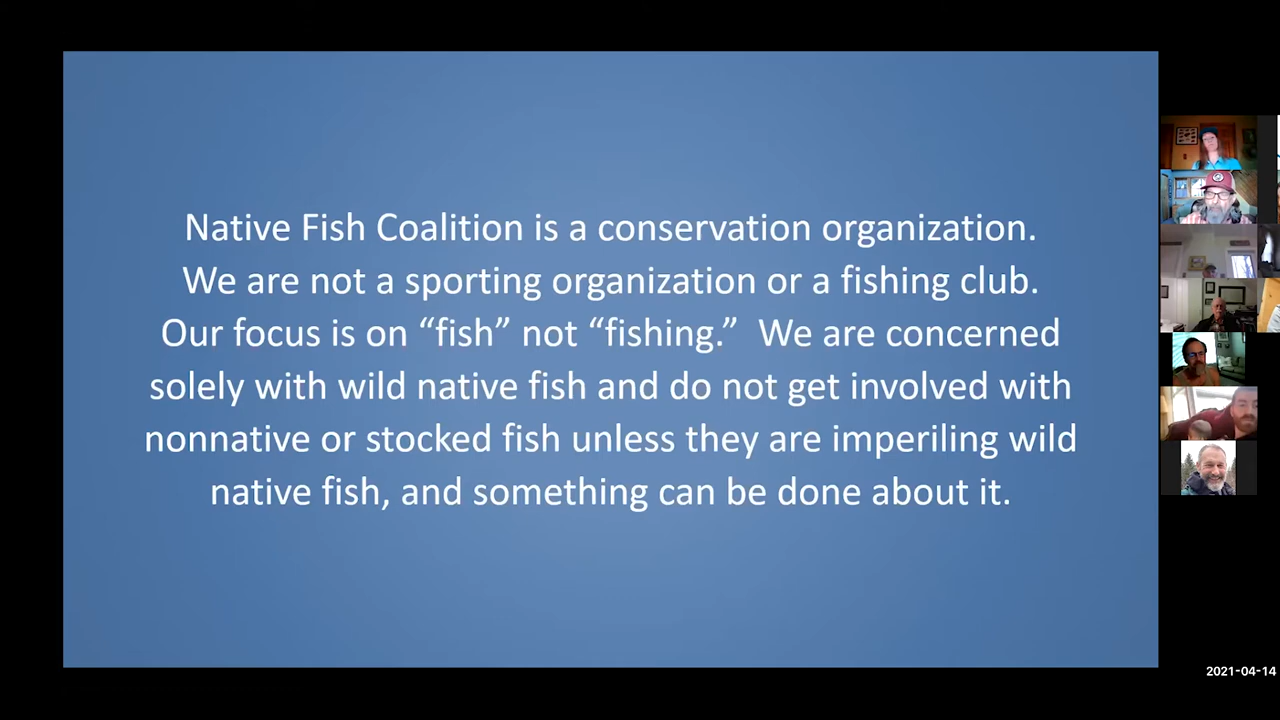 Native Fish Coalition is a conservation organization.
We are not a sporting organization or a fishing club.
Our focus is on “fish” not “fishing.”  We are concerned
solely with wild native fish and do not get involved with
nonnative or stocked fish unless they are imperiling wild
native fish, and something can be done about it.
2021-04-14